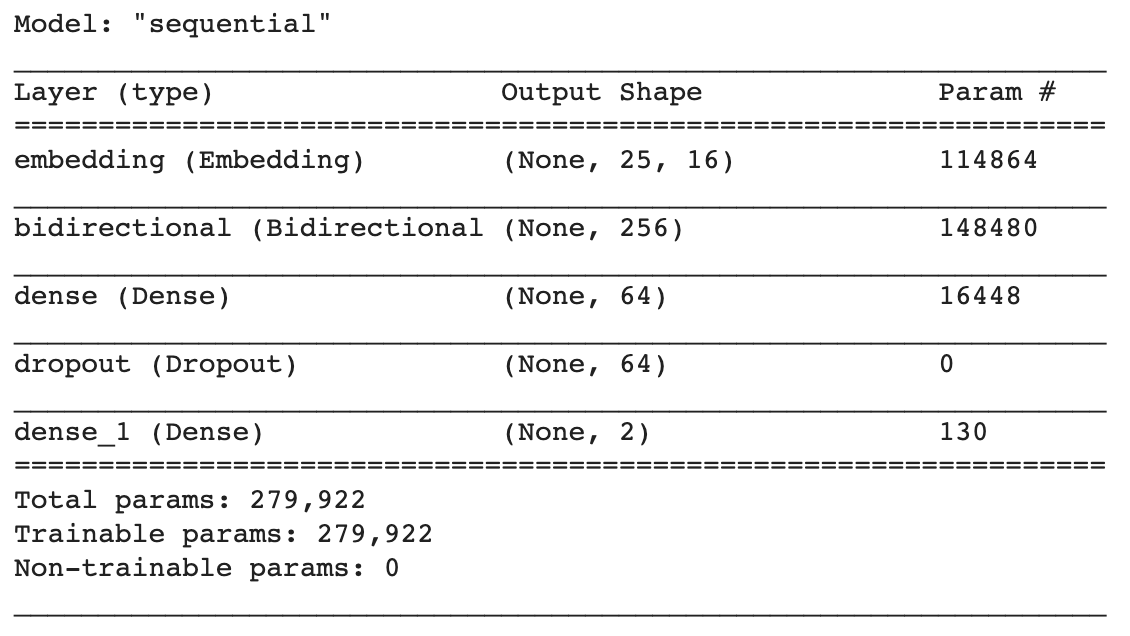 Model: "sequential"
Layer (type) Output Shape Param #
=================================================================
embedding (Embedding) (None, 25, 16) 114864
bidirectional (Bidirectional (None, 256) 148480
dense (Dense) (None, 64) 16448
dropout (Dropout) (None, 64) 0
dense_1 (Dense) (None, 2) 130
=================================================================
Total params: 279,922
Trainable params: 279,922
Non-trainable params: 0